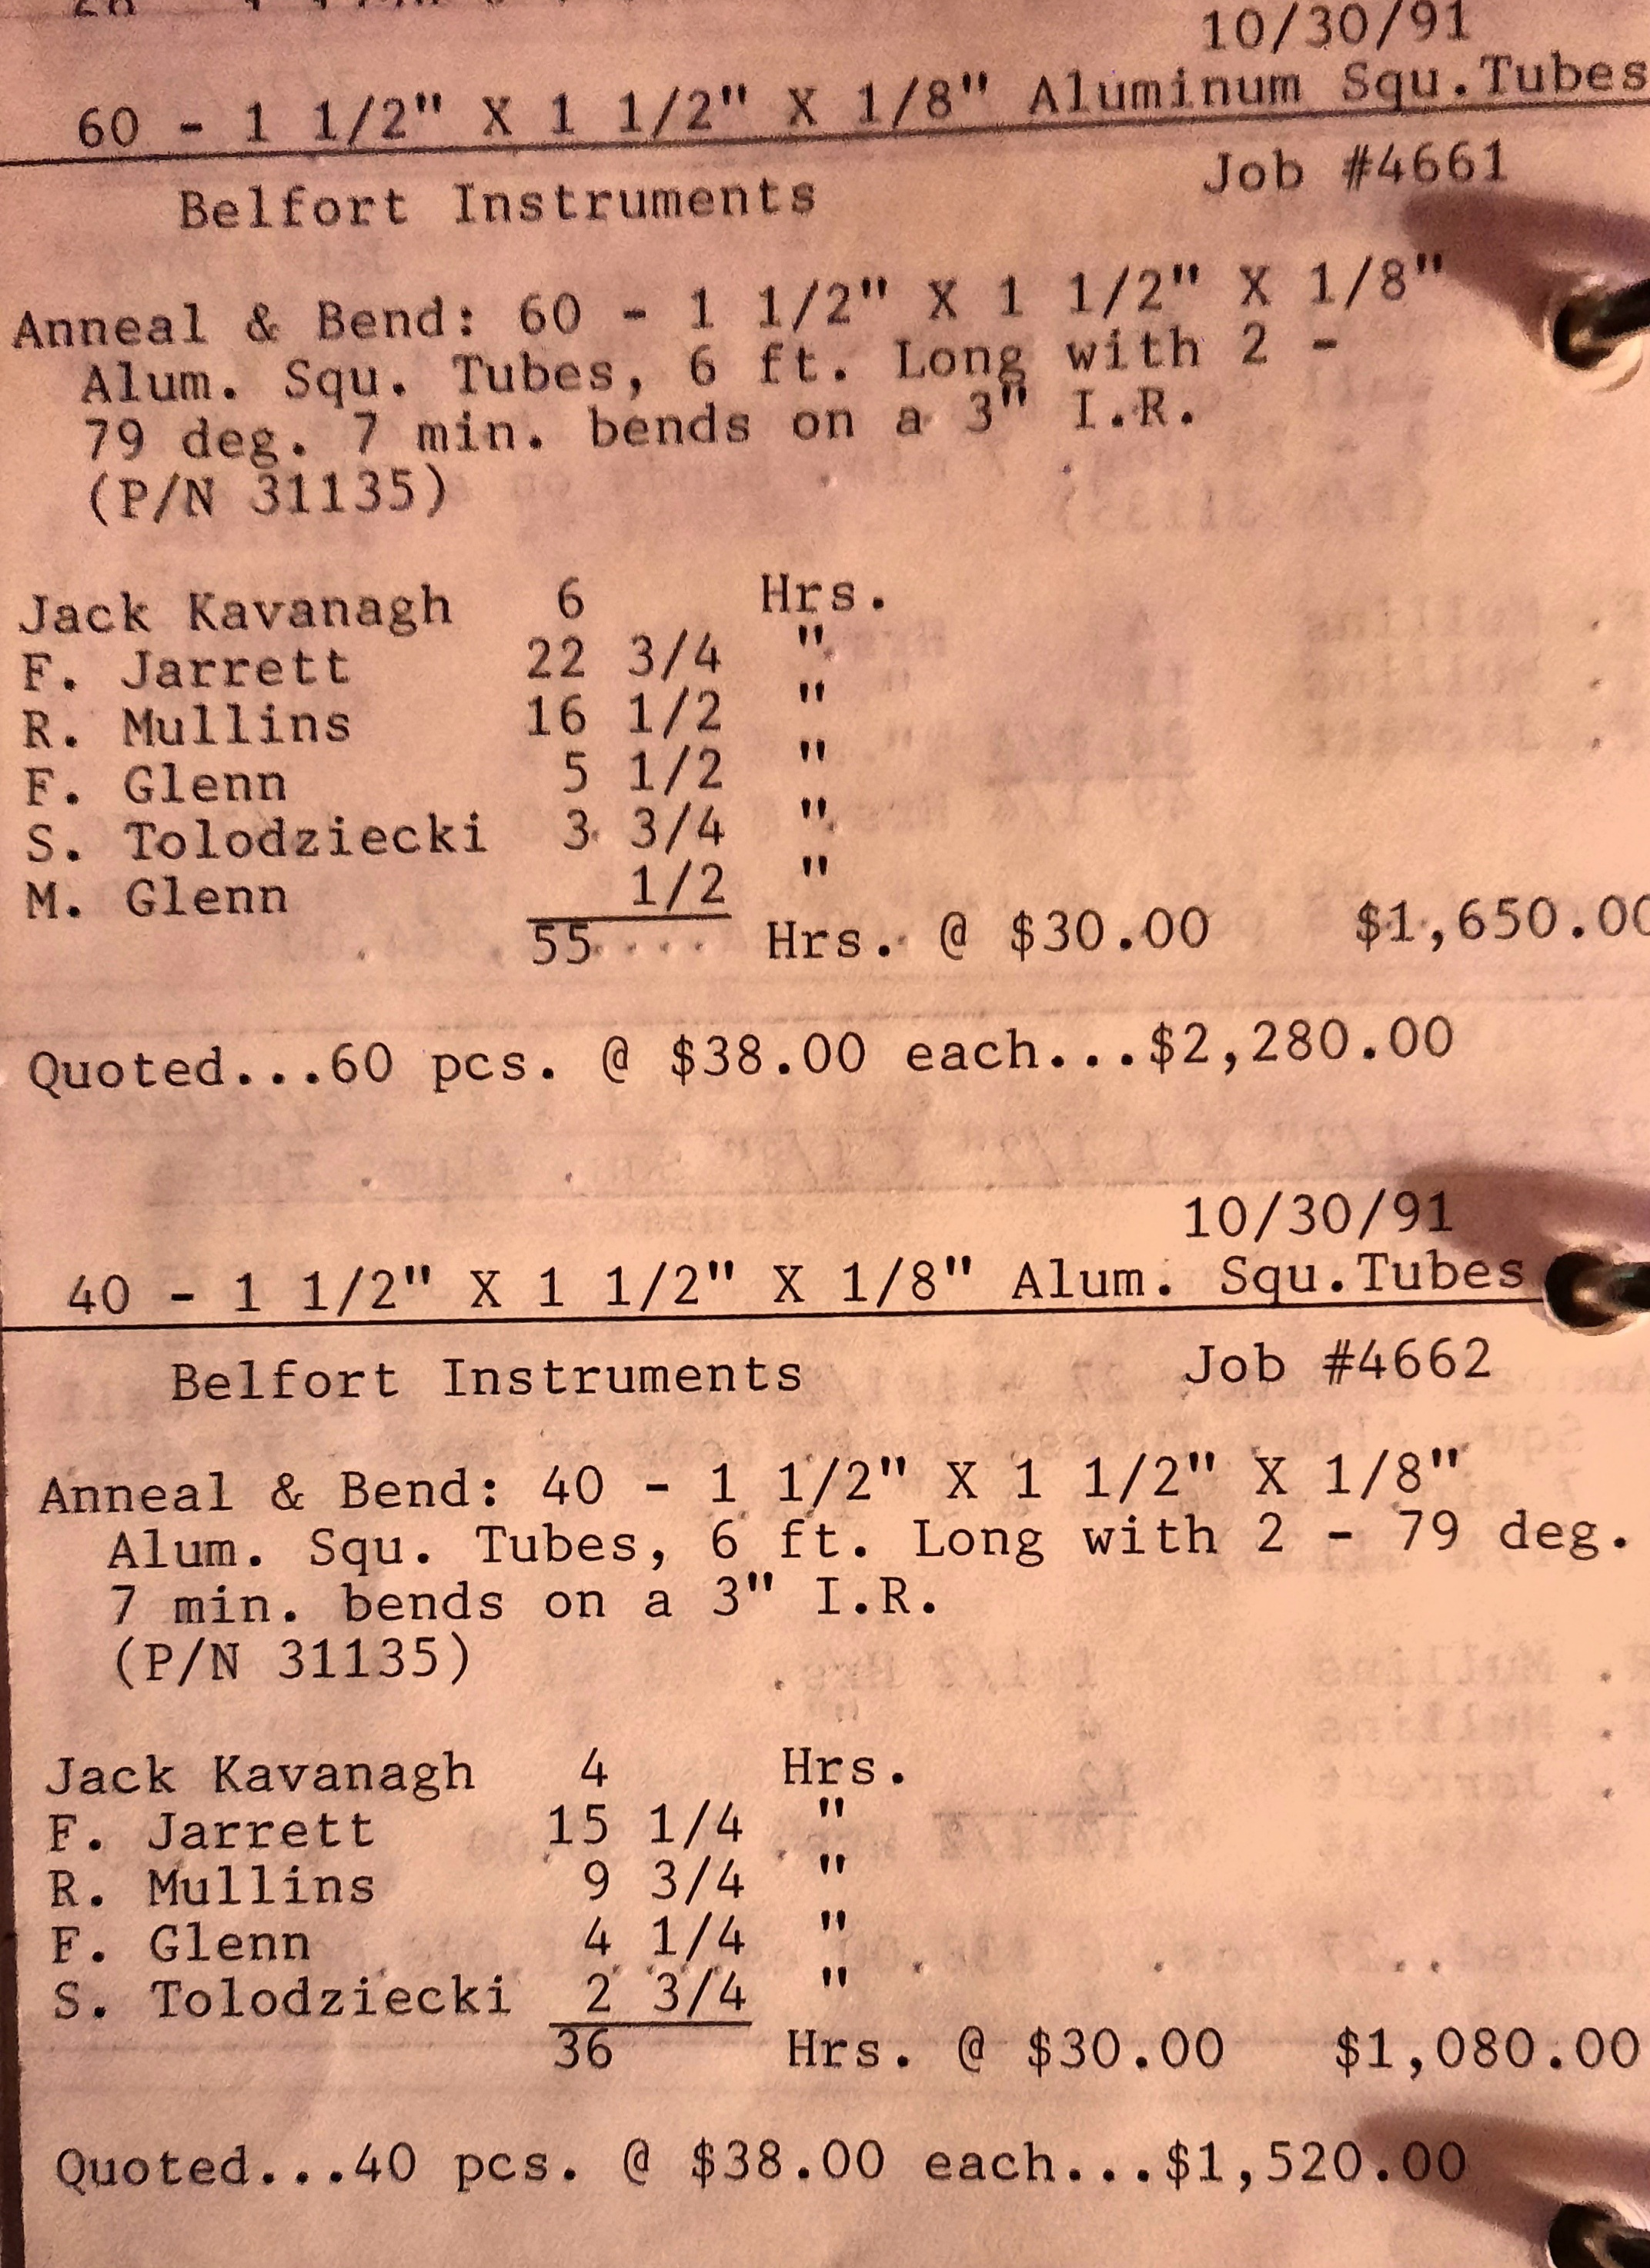 10/30/91
60 - 1 1/2" X 1 1/2" X 1/8" Aluminum Squ.Tubes
Belfort Instruments Job #4661
Anneal & Bend: 60 - 1 1/2" X 1 1/2" X 1/8"
Alum. Squ. Tubes, 6 ft. Long with 2 -
79 deg. 7 min. bends on a 3" I.R.
(P/N 31135)
Jack Kavanagh 6 Hrs.
F. Jarrett 22 3/4 "
R. Mullins 16 1/2 "
F. Glenn 5 1/2 "
S. Tolodziecki 3 3/4 "
M. Glenn 1/2 "
55 Hrs. @ $30.00 $1,650.00
Quoted...60 pcs. @ $38.00 each...$2,280.00
10/30/91
40 - 1 1/2" X 1 1/2" X 1/8" Alum. Squ.Tubes
Belfort Instruments Job #4662
Anneal & Bend: 40 - 1 1/2" X 1 1/2" X 1/8"
Alum. Squ. Tubes, 6 ft. Long with 2 - 79 deg.
7 min. bends on a 3" I.R.
(P/N 31135)
Jack Kavanagh 4 Hrs.
F. Jarrett 15 1/4 "
R. Mullins 9 3/4 "
F. Glenn 4 1/4 "
S. Tolodziecki 2 3/4 "
36 Hrs. @ $30.00 $1,080.00
Quoted...40 pcs. @ $38.00 each...$1,520.00